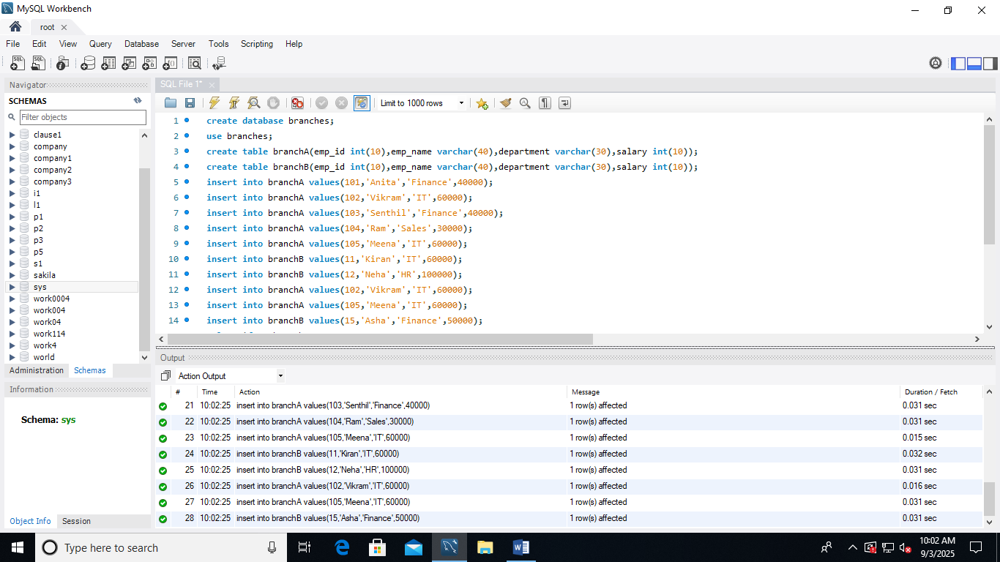 MySQL Workbench
root
File Edit View Query Database Server Tools Scripting Help
Navigator
SCHEMAS
Filter objects
clause1
company
company1
company2
company3
i1
l1
p1
p2
p3
p5
s1
sakila
sys
work0004
work004
work04
work114
work4
world
Administration Schemas
Information
Schema: sys
Object Info Session
SQL File 1*
Limit to 1000 rows
1 create database branches;
2 use branches;
3 create table branchA(emp_id int(10),emp_name varchar(40),department varchar(30),salary int(10));
4 create table branchB(emp_id int(10),emp_name varchar(40),department varchar(30),salary int(10));
5 insert into branchA values(101,'Anita','Finance',40000);
6 insert into branchA values(102,'Vikram','IT',60000);
7 insert into branchA values(103,'Senthil','Finance',40000);
8 insert into branchA values(104,'Ram','Sales',30000);
9 insert into branchA values(105,'Meena','IT',60000);
10 insert into branchB values(11,'Kiran','IT',60000);
11 insert into branchB values(12,'Neha','HR',100000);
12 insert into branchA values(102,'Vikram','IT',60000);
13 insert into branchA values(105,'Meena','IT',60000);
14 insert into branchB values(15,'Asha','Finance',50000);
Output
Action Output
# Time Action Message Duration / Fetch
21 10:02:25 insert into branchA values(103,'Senthil','Finance',40000) 1 row(s) affected 0.031 sec
22 10:02:25 insert into branchA values(104,'Ram','Sales',30000) 1 row(s) affected 0.031 sec
23 10:02:25 insert into branchA values(105,'Meena','IT',60000) 1 row(s) affected 0.015 sec
24 10:02:25 insert into branchB values(11,'Kiran','IT',60000) 1 row(s) affected 0.032 sec
25 10:02:25 insert into branchB values(12,'Neha','HR',100000) 1 row(s) affected 0.031 sec
26 10:02:25 insert into branchA values(102,'Vikram','IT',60000) 1 row(s) affected 0.016 sec
27 10:02:25 insert into branchA values(105,'Meena','IT',60000) 1 row(s) affected 0.031 sec
28 10:02:25 insert into branchB values(15,'Asha','Finance',50000) 1 row(s) affected 0.031 sec
Type here to search
10:02 AM
9/3/2025